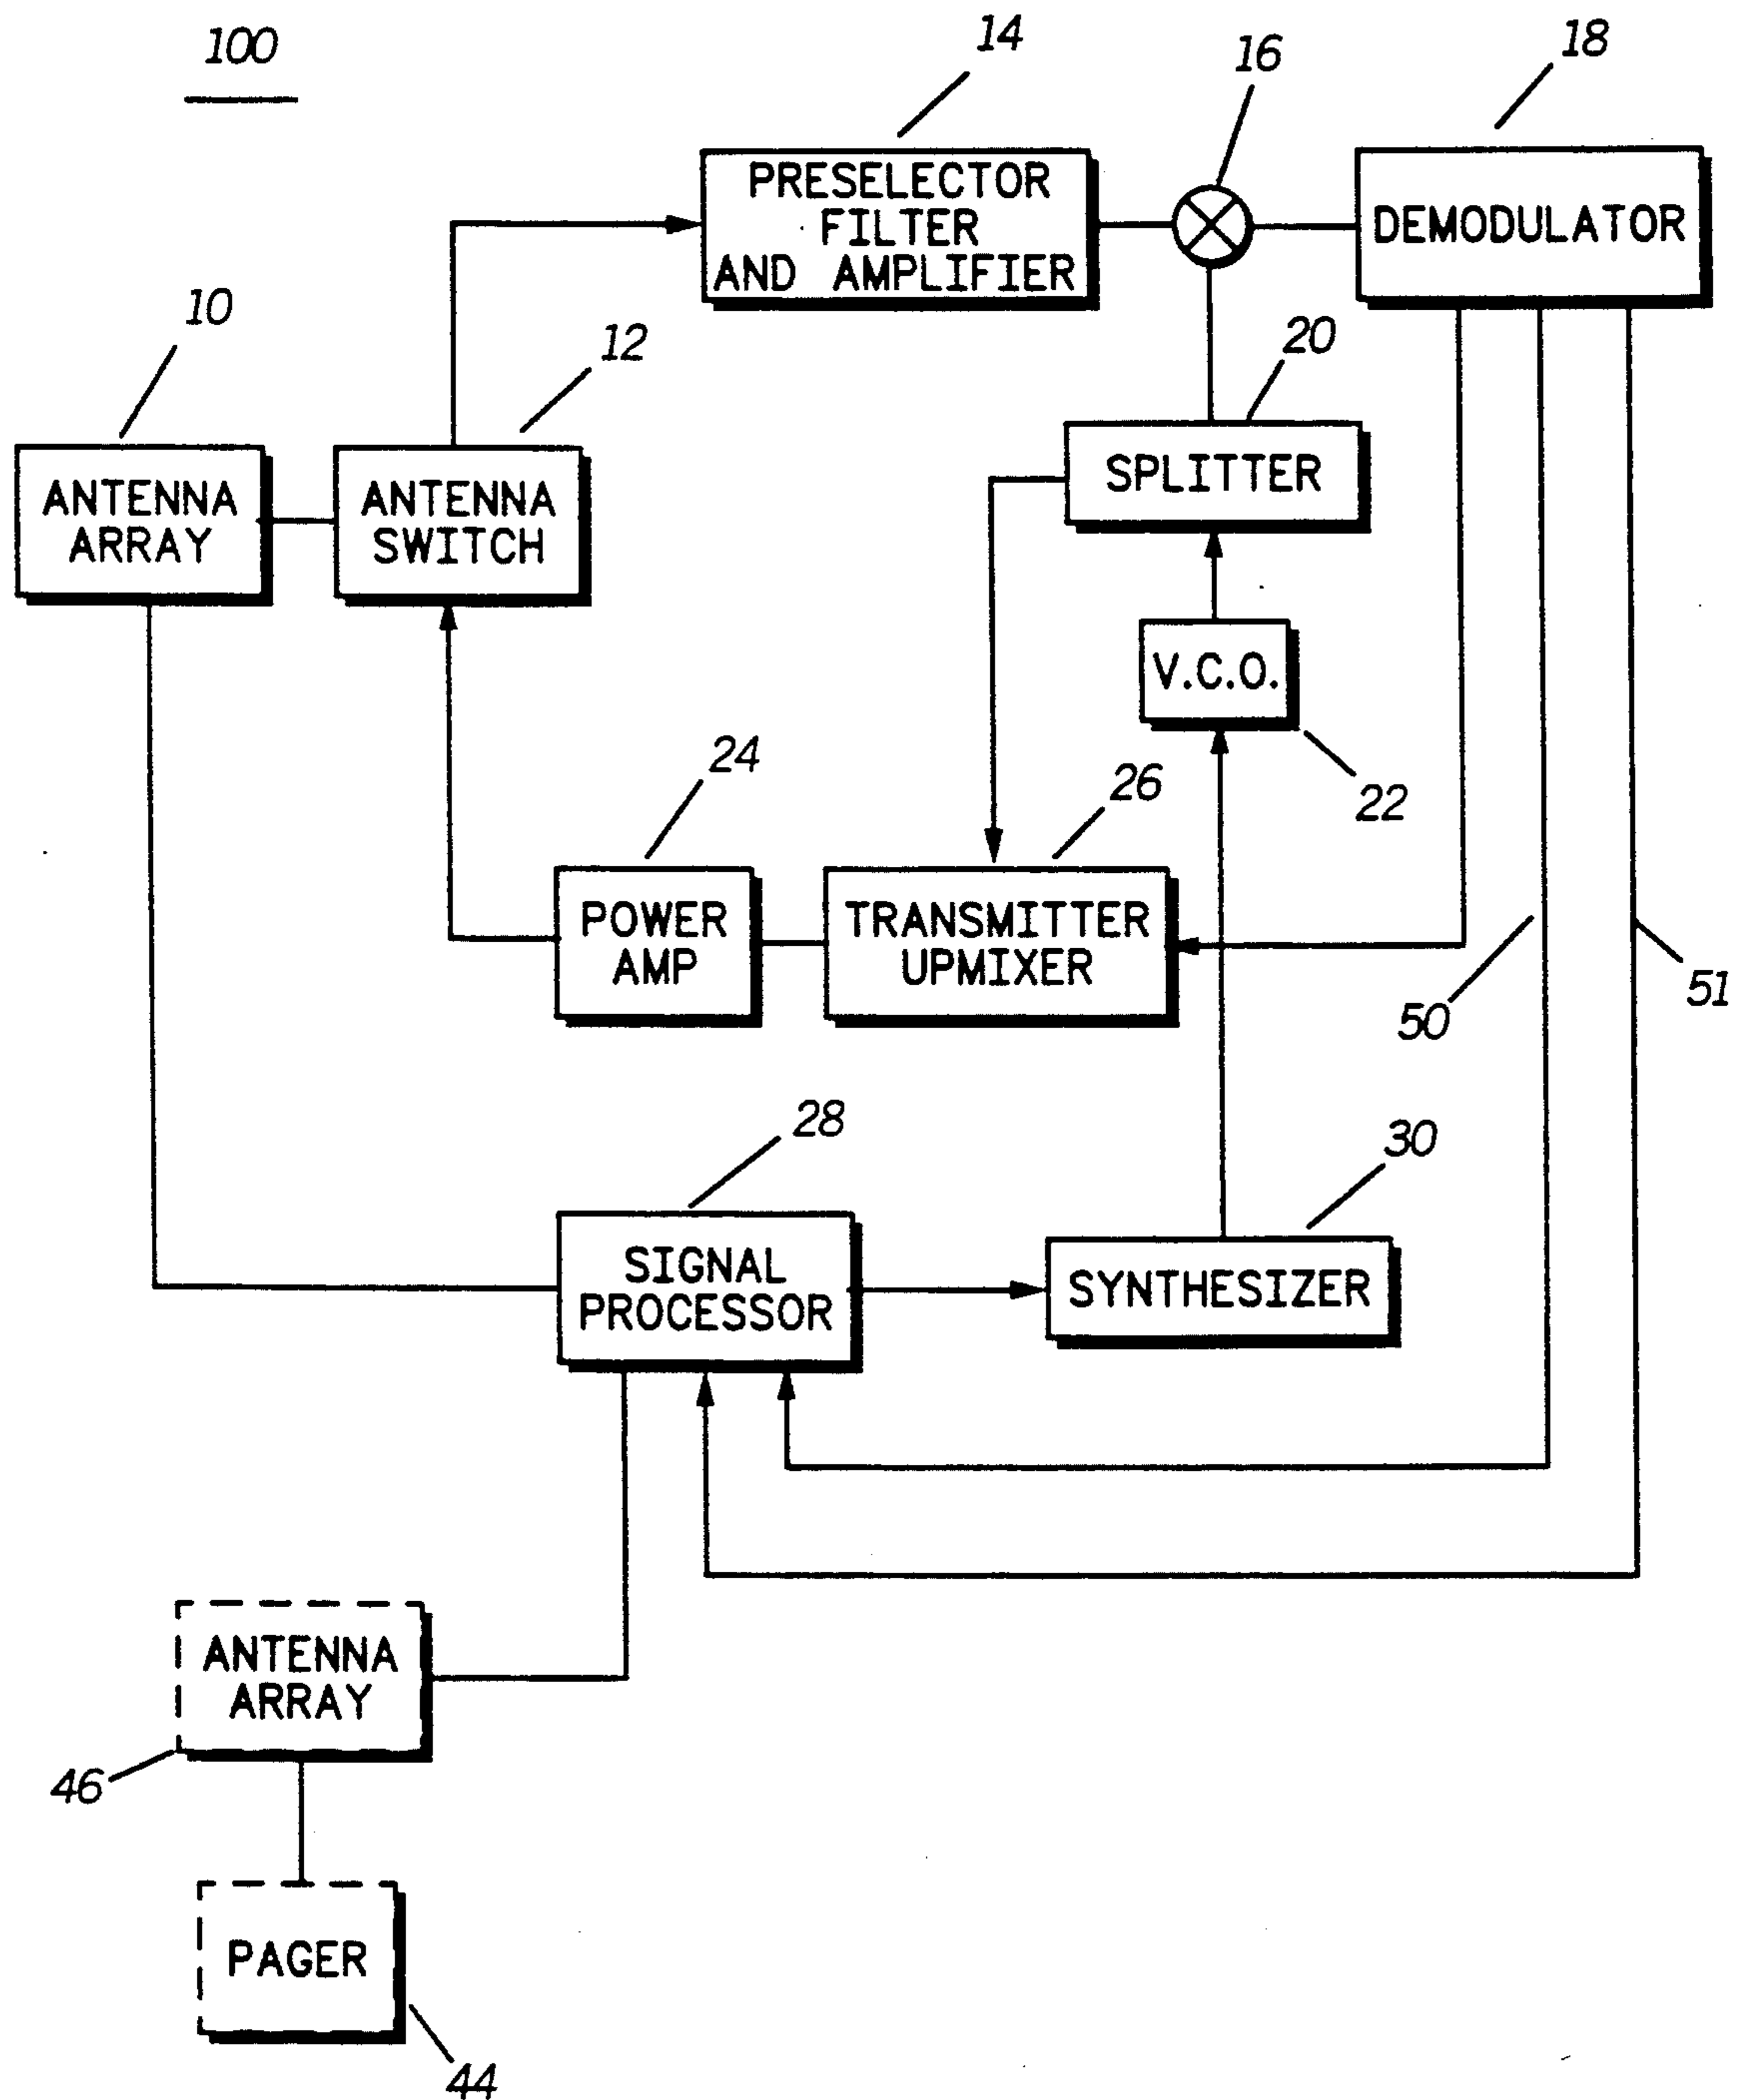 100
14
16
18
PRESELECTOR
FILTER
AND AMPLIFIER
DEMODULATOR
10
12
20
ANTENNA
ARRAY
ANTENNA
SWITCH
SPLITTER
V.C.O.
22
24
26
POWER
AMP
TRANSMITTER
UPMIXER
50
51
28
30
SIGNAL
PROCESSOR
SYNTHESIZER
ANTENNA
ARRAY
46
PAGER
44